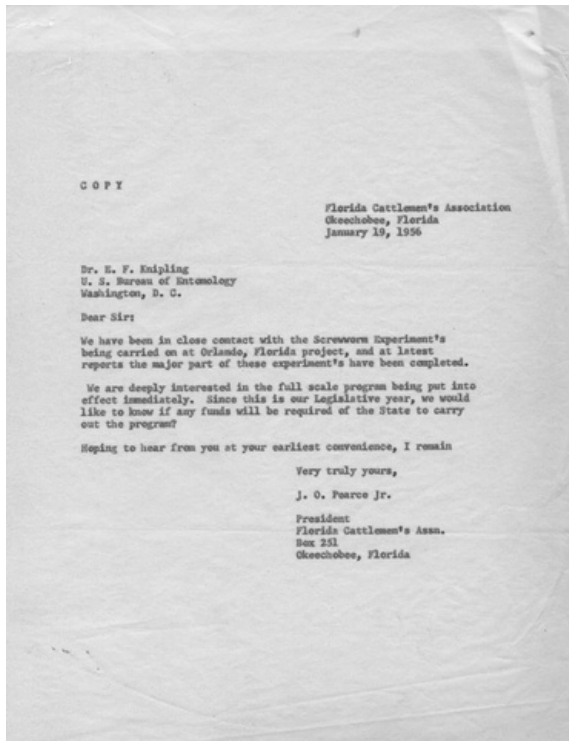 C O P Y
Florida Cattlemen's Association
Okeechobee, Florida
January 19, 1956
Dr. E. F. Knipling
U. S. Bureau of Entomology
Washington, D. C.
Dear Sir:
We have been in close contact with the Screwworm Experiment's
being carried on at Orlando, Florida project, and at latest
reports the major part of these experiment's have been completed.
We are deeply interested in the full scale program being put into
effect immediately. Since this is our Legislative year, we would
like to know if any funds will be required of the State to carry
out the program?
Hoping to hear from you at your earliest convenience, I remain
Very truly yours,
J. O. Pearce Jr.
President
Florida Cattlemen's Assn.
Box 251
Okeechobee, Florida